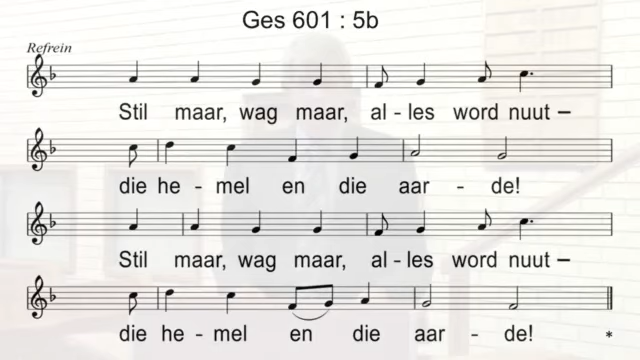 Ges 601 : 5b
Refrein
Stil maar, wag maar, al - les word nuut –
die he - mel en die aar - de!
Stil maar, wag maar, al - les word nuut –
die he - mel en die aar - de! *